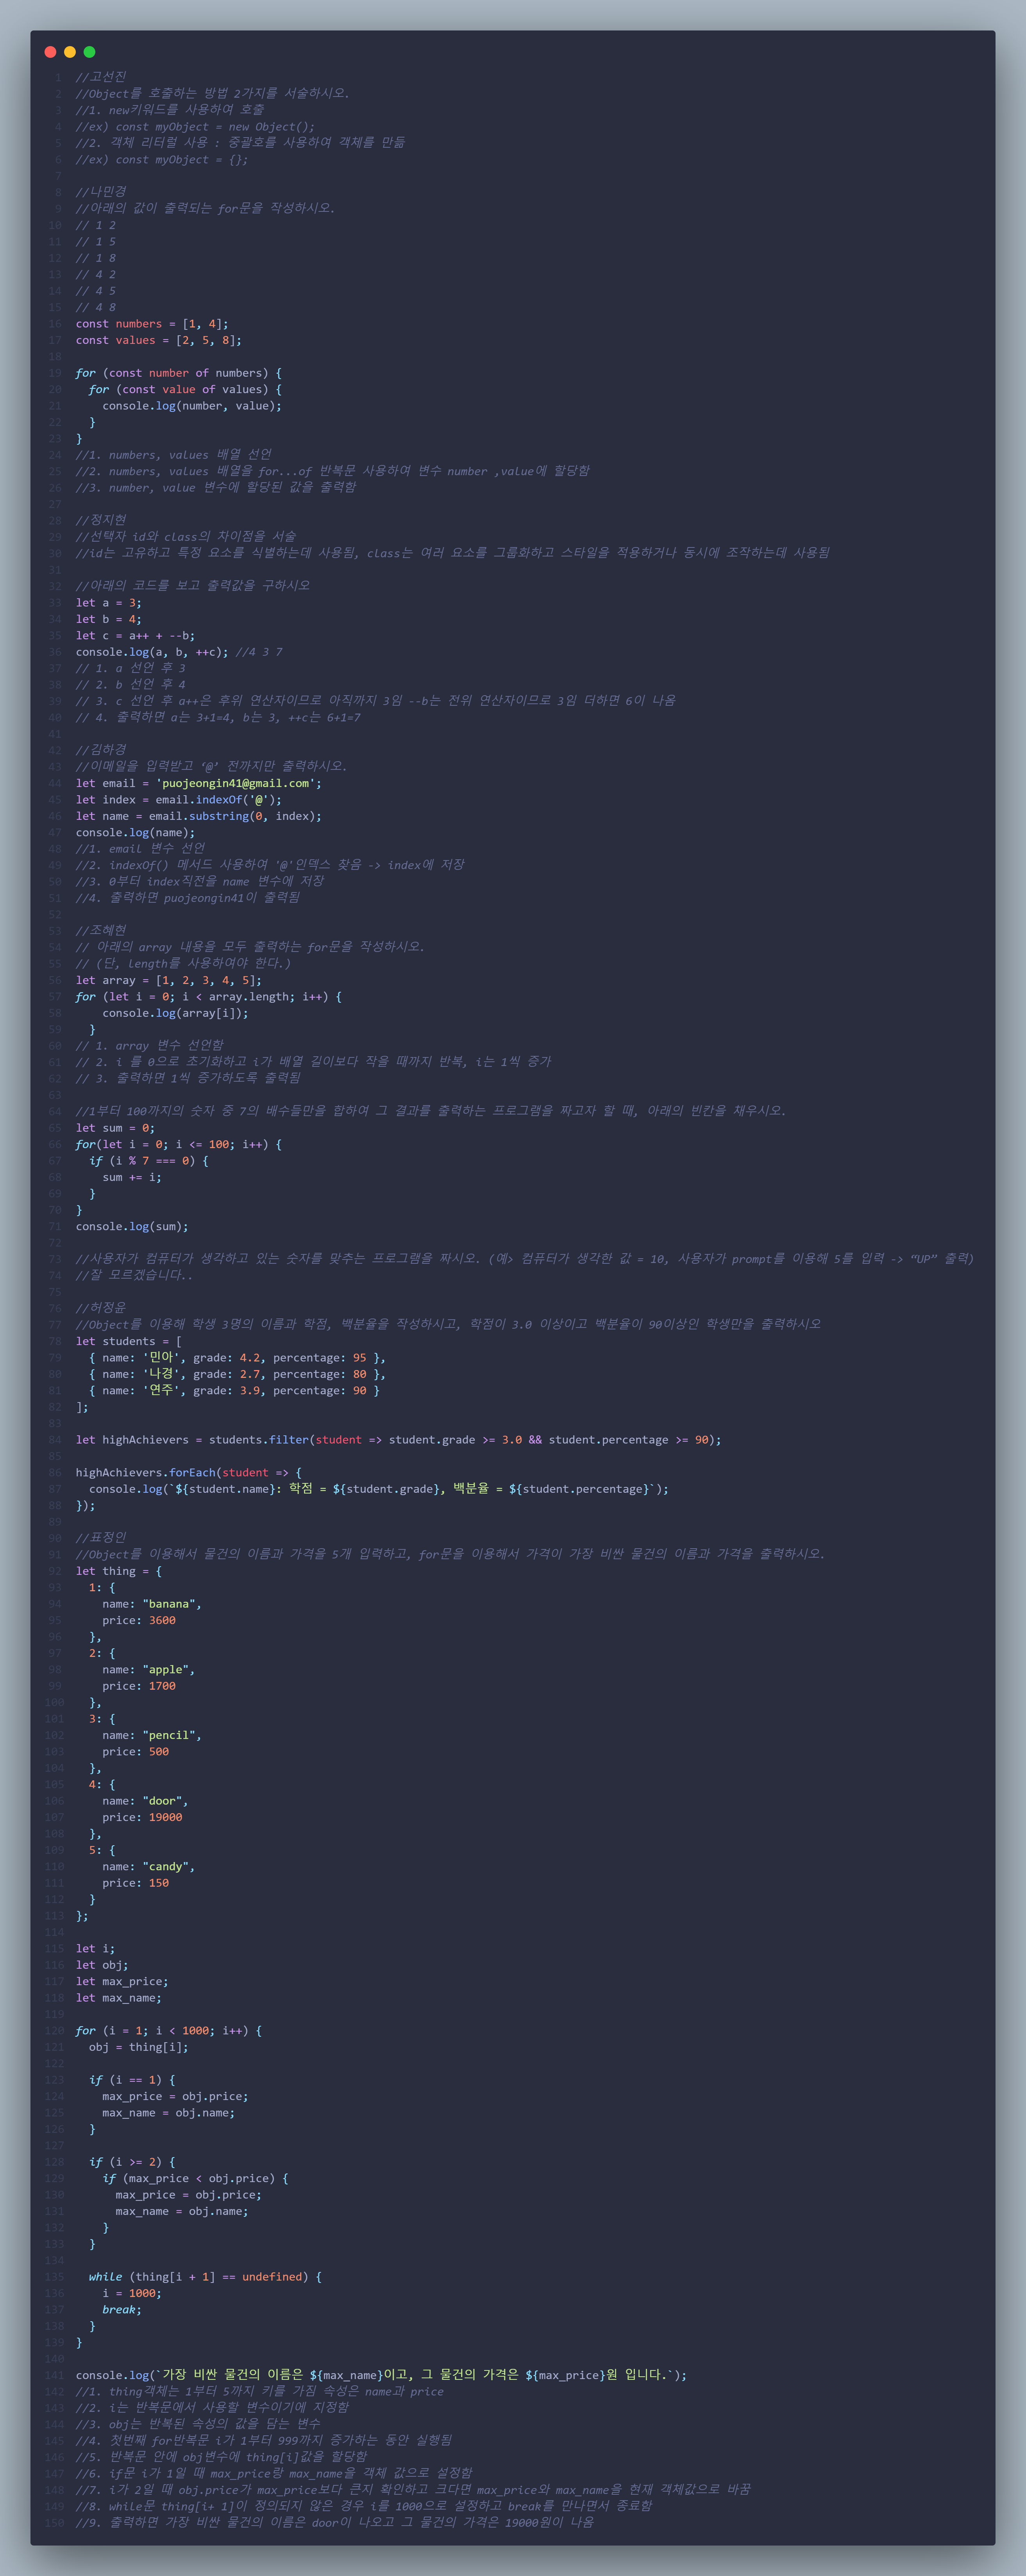 1 //고선진
2 //Object를 호출하는 방법 2가지를 서술하시오.
3 //1. new키워드를 사용하여 호출
4 //ex) const myObject = new Object();
5 //2. 객체 리터럴 사용 : 중괄호를 사용하여 객체를 만듦
6 //ex) const myObject = {};
7
8 //나민경
9 //아래의 값이 출력되는 for문을 작성하시오.
10 // 1 2
11 // 1 5
12 // 1 8
13 // 4 2
14 // 4 5
15 // 4 8
16 const numbers = [1, 4];
17 const values = [2, 5, 8];
18
19 for (const number of numbers) {
20   for (const value of values) {
21     console.log(number, value);
22   }
23 }
24 //1. numbers, values 배열 선언
25 //2. numbers, values 배열을 for...of 반복문 사용하여 변수 number ,value에 할당함
26 //3. number, value 변수에 할당된 값을 출력함
27
28 //정지현
29 //선택자 id와 class의 차이점을 서술
30 //id는 고유하고 특정 요소를 식별하는데 사용됨, class는 여러 요소를 그룹화하고 스타일을 적용하거나 동시에 조작하는데 사용됨
31
32 //아래의 코드를 보고 출력값을 구하시오
33 let a = 3;
34 let b = 4;
35 let c = a++ + --b;
36 console.log(a, b, ++c); //4 3 7
37 // 1. a 선언 후 3
38 // 2. b 선언 후 4
39 // 3. c 선언 후 a++은 후위 연산자이므로 아직까지 3임 --b는 전위 연산자이므로 3임 더하면 6이 나옴
40 // 4. 출력하면 a는 3+1=4, b는 3, ++c는 6+1=7
41
42 //김하경
43 //이메일을 입력받고 ‘@’ 전까지만 출력하시오.
44 let email = 'puojeongin41@gmail.com';
45 let index = email.indexOf('@');
46 let name = email.substring(0, index);
47 console.log(name);
48 //1. email 변수 선언
49 //2. indexOf() 메서드 사용하여 '@'인덱스 찾음 -> index에 저장
50 //3. 0부터 index직전을 name 변수에 저장
51 //4. 출력하면 puojeongin41이 출력됨
52
53 //조혜현
54 // 아래의 array 내용을 모두 출력하는 for문을 작성하시오.
55 // (단, length를 사용하여야 한다.)
56 let array = [1, 2, 3, 4, 5];
57 for (let i = 0; i < array.length; i++) {
58     console.log(array[i]);
59   }
60 // 1. array 변수 선언함
61 // 2. i 를 0으로 초기화하고 i가 배열 길이보다 작을 때까지 반복, i는 1씩 증가
62 // 3. 출력하면 1씩 증가하도록 출력됨
63
64 //1부터 100까지의 숫자 중 7의 배수들만을 합하여 그 결과를 출력하는 프로그램을 짜고자 할 때, 아래의 빈칸을 채우시오.
65 let sum = 0;
66 for(let i = 0; i <= 100; i++) {
67   if (i % 7 === 0) {
68     sum += i;
69   }
70 }
71 console.log(sum);
72
73 //사용자가 컴퓨터가 생각하고 있는 숫자를 맞추는 프로그램을 짜시오. (예> 컴퓨터가 생각한 값 = 10, 사용자가 prompt를 이용해 5를 입력 -> “UP” 출력)
74 //잘 모르겠습니다..
75
76 //허정윤
77 //Object를 이용해 학생 3명의 이름과 학점, 백분율을 작성하시고, 학점이 3.0 이상이고 백분율이 90이상인 학생만을 출력하시오
78 let students = [
79   { name: '민아', grade: 4.2, percentage: 95 },
80   { name: '나경', grade: 2.7, percentage: 80 },
81   { name: '연주', grade: 3.9, percentage: 90 }
82 ];
83
84 let highAchievers = students.filter(student => student.grade >= 3.0 && student.percentage >= 90);
85
86 highAchievers.forEach(student => {
87   console.log(`${student.name}: 학점 = ${student.grade}, 백분율 = ${student.percentage}`);
88 });
89
90 //표정인
91 //Object를 이용해서 물건의 이름과 가격을 5개 입력하고, for문을 이용해서 가격이 가장 비싼 물건의 이름과 가격을 출력하시오.
92 let thing = {
93   1: {
94     name: "banana",
95     price: 3600
96   },
97   2: {
98     name: "apple",
99     price: 1700
100   },
101   3: {
102     name: "pencil",
103     price: 500
104   },
105   4: {
106     name: "door",
107     price: 19000
108   },
109   5: {
110     name: "candy",
111     price: 150
112   }
113 };
114
115 let i;
116 let obj;
117 let max_price;
118 let max_name;
119
120 for (i = 1; i < 1000; i++) {
121   obj = thing[i];
122
123   if (i == 1) {
124     max_price = obj.price;
125     max_name = obj.name;
126   }
127
128   if (i >= 2) {
129     if (max_price < obj.price) {
130       max_price = obj.price;
131       max_name = obj.name;
132     }
133   }
134
135   while (thing[i + 1] == undefined) {
136     i = 1000;
137     break;
138   }
139 }
140
141 console.log(`가장 비싼 물건의 이름은 ${max_name}이고, 그 물건의 가격은 ${max_price}원 입니다.`);
142 //1. thing객체는 1부터 5까지 키를 가짐 속성은 name과 price
143 //2. i는 반복문에서 사용할 변수이기에 지정함
144 //3. obj는 반복된 속성의 값을 담는 변수
145 //4. 첫번째 for반복문 i가 1부터 999까지 증가하는 동안 실행됨
146 //5. 반복문 안에 obj변수에 thing[i]값을 할당함
147 //6. if문 i가 1일 때 max_price랑 max_name을 객체 값으로 설정함
148 //7. i가 2일 때 obj.price가 max_price보다 큰지 확인하고 크다면 max_price와 max_name을 현재 객체값으로 바꿈
149 //8. while문 thing[i+ 1]이 정의되지 않은 경우 i를 1000으로 설정하고 break를 만나면서 종료함
150 //9. 출력하면 가장 비싼 물건의 이름은 door이 나오고 그 물건의 가격은 19000원이 나옴